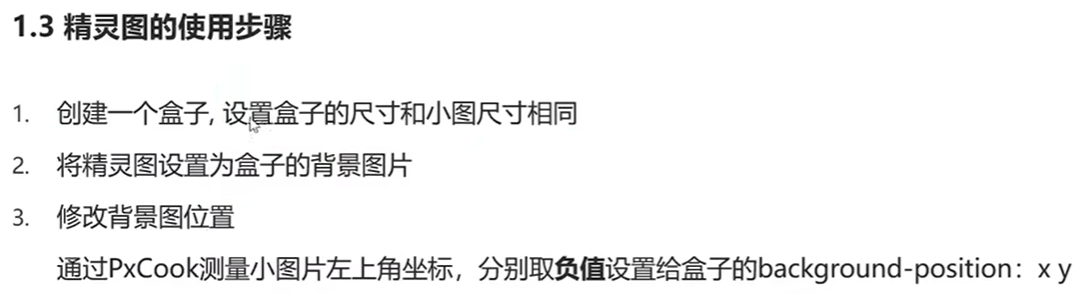 1.3 精灵图的使用步骤
1. 创建一个盒子, 设置盒子的尺寸和小图尺寸相同
2. 将精灵图设置为盒子的背景图片
3. 修改背景图位置
通过PxCook测量小图片左上角坐标，分别取负值设置给盒子的background-position：x y